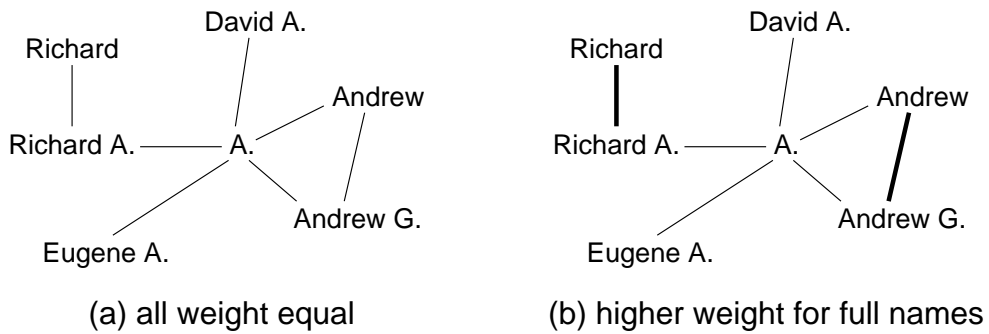 David A.
Richard
Andrew
Richard A.
A.
Andrew G.
Eugene A.
(a) all weight equal
David A.
Richard
Andrew
Richard A.
A.
Andrew G.
Eugene A.
(b) higher weight for full names